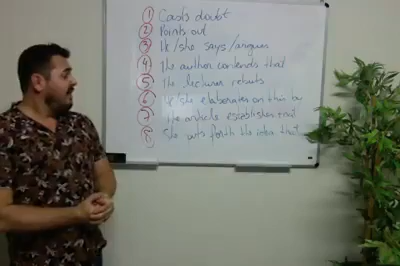 1 Casts doubt
2 Points out
3 He/she says/argues
4 The author contends that
5 The lecturer rebuts
6 He/she elaborates on this by
7 The article establishes that
8 She puts forth the idea that